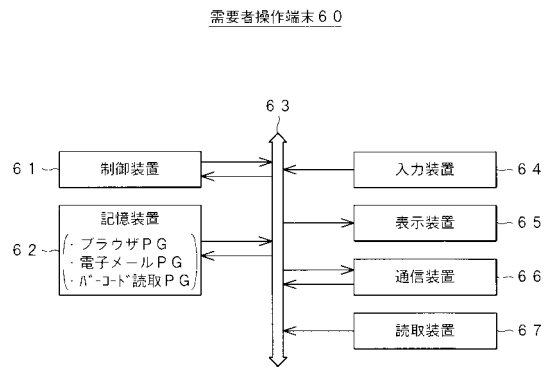 需要者操作端末６０
６３
６１
制御装置
入力装置
６４
記憶装置
６２
・ブラウザＰＧ
・電子メールＰＧ
・ﾊﾞｰｺｰﾄﾞ読取ＰＧ
表示装置
６５
通信装置
６６
読取装置
６７